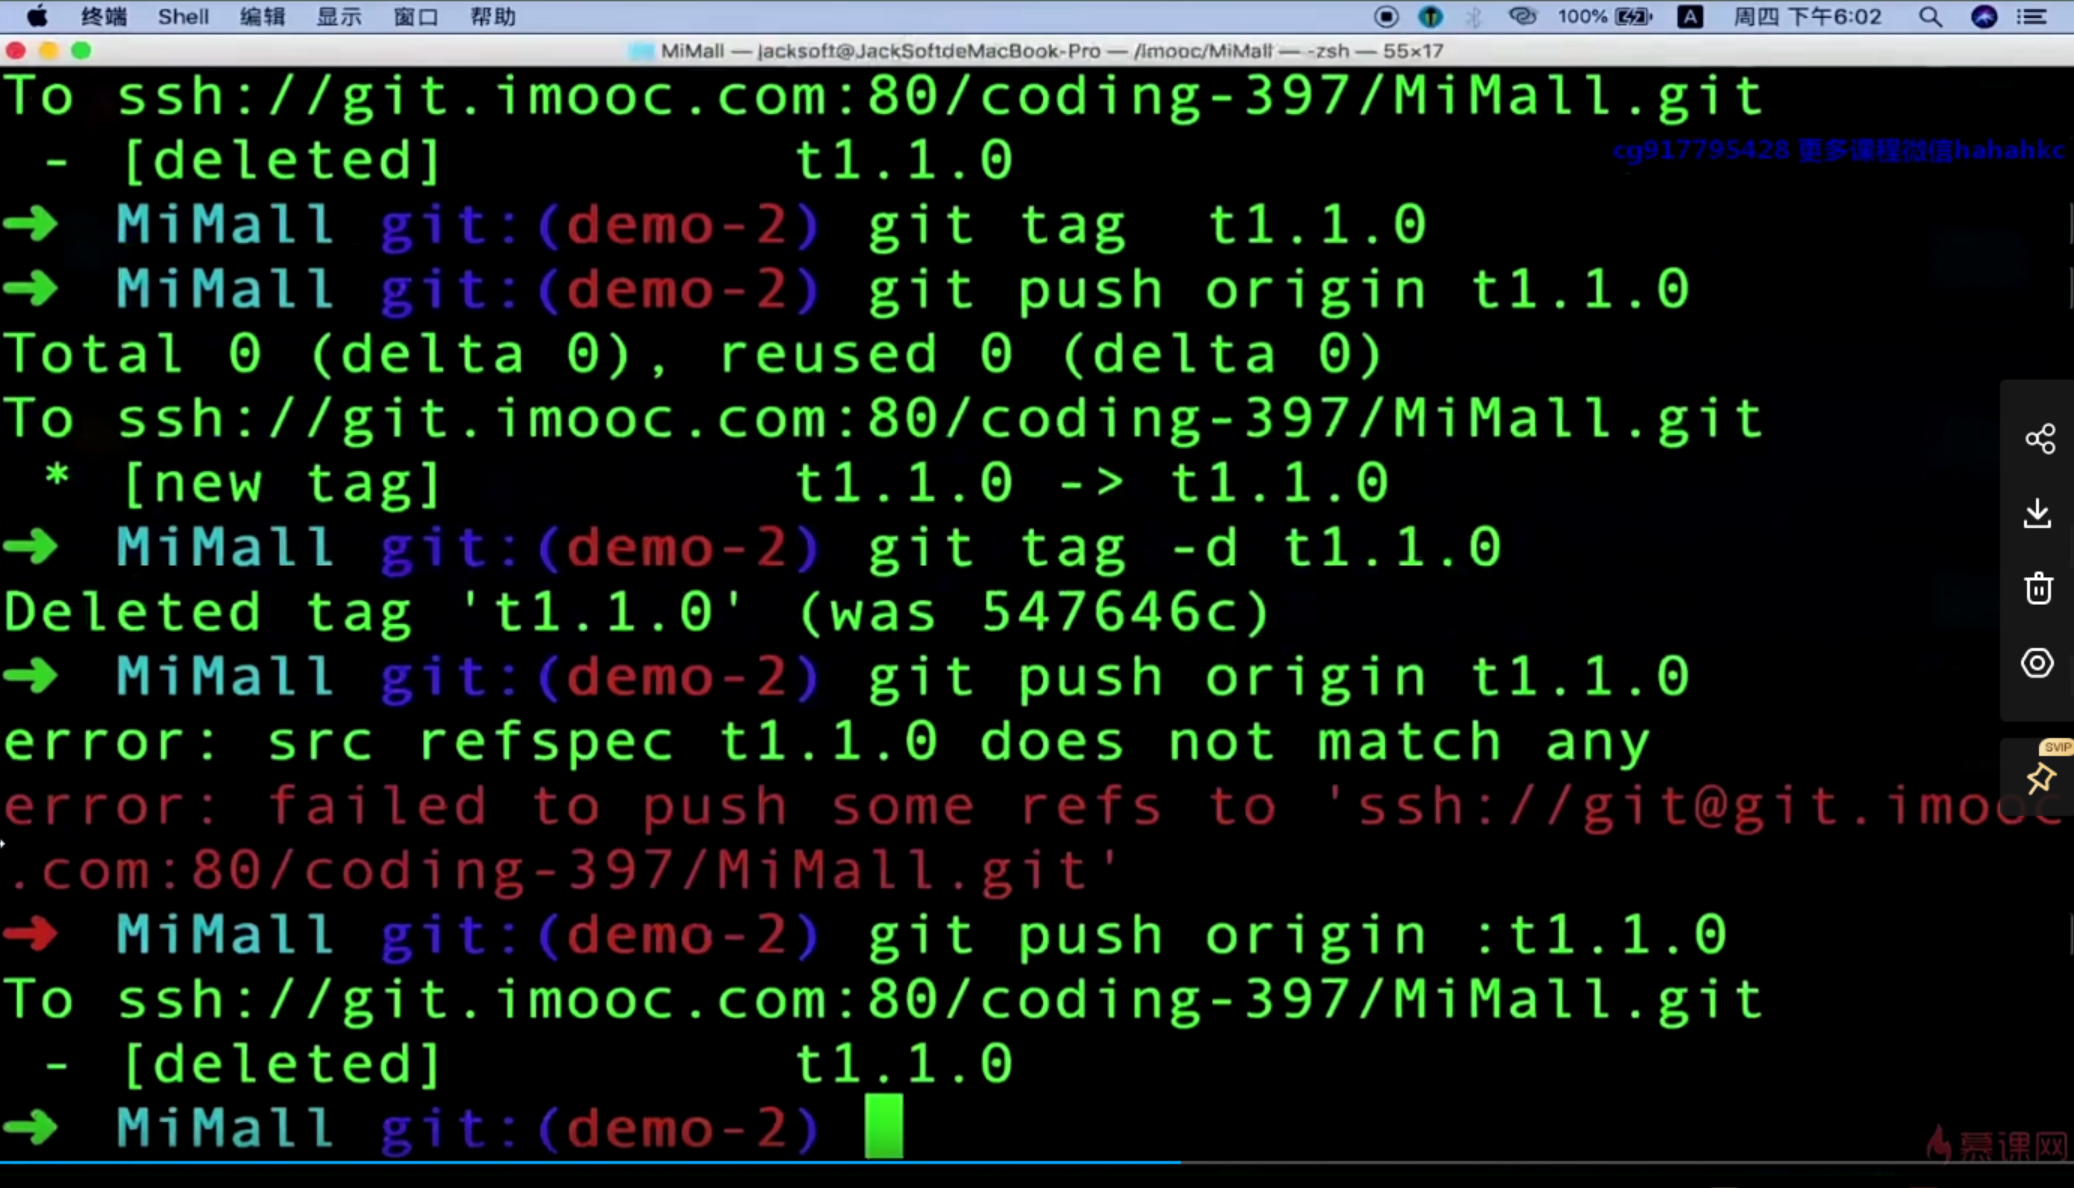 终端 Shell 编辑 显示 窗口 帮助 100% A 周四 下午6:02
MiMall — jacksoft@JackSoftdeMacBook-Pro — /imooc/MiMall — -zsh — 55×17
To ssh://git.imooc.com:80/coding-397/MiMall.git
cg917795428 更多课程微信hahahkc
- [deleted] t1.1.0
➜ MiMall git:(demo-2) git tag  t1.1.0
➜ MiMall git:(demo-2) git push origin t1.1.0
Total 0 (delta 0), reused 0 (delta 0)
To ssh://git.imooc.com:80/coding-397/MiMall.git
* [new tag] t1.1.0 -> t1.1.0
➜ MiMall git:(demo-2) git tag -d t1.1.0
Deleted tag 't1.1.0' (was 547646c)
➜ MiMall git:(demo-2) git push origin t1.1.0
error: src refspec t1.1.0 does not match any
SVIP
error: failed to push some refs to 'ssh://git@git.imooc
.com:80/coding-397/MiMall.git'
➜ MiMall git:(demo-2) git push origin :t1.1.0
To ssh://git.imooc.com:80/coding-397/MiMall.git
- [deleted] t1.1.0
➜ MiMall git:(demo-2)
慕课网